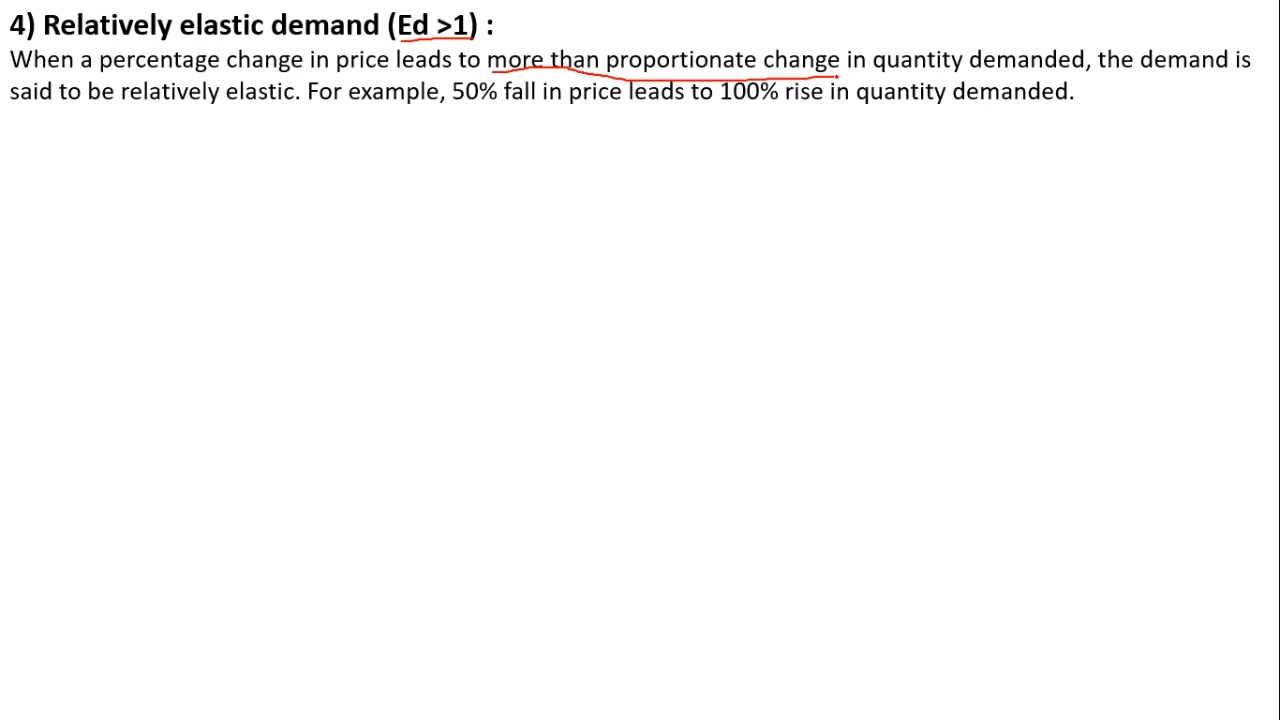 4) Relatively elastic demand (Ed >1) :
When a percentage change in price leads to more than proportionate change in quantity demanded, the demand is
said to be relatively elastic. For example, 50% fall in price leads to 100% rise in quantity demanded.